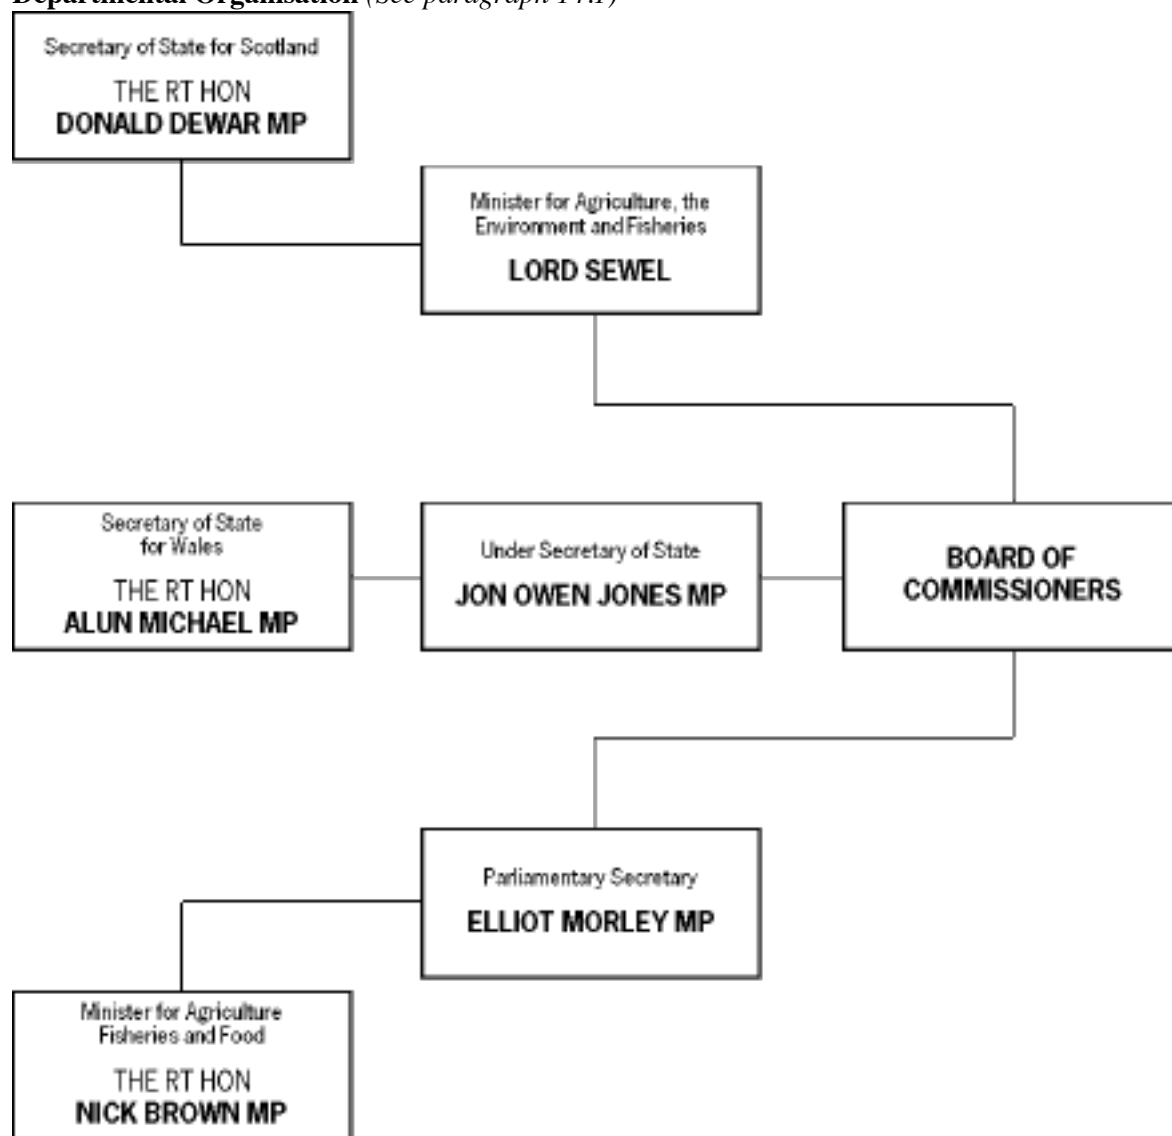 Departmental Organisation (See paragraph 14.1)
Secretary of State for Scotland
THE RT HON
DONALD DEWAR MP
Minister for Agriculture, the
Environment and Fisheries
LORD SEWEL
Secretary of State
for Wales
THE RT HON
ALUN MICHAEL MP
Under Secretary of State
JON OWEN JONES MP
BOARD OF
COMMISSIONERS
Parliamentary Secretary
ELLIOT MORLEY MP
Minister for Agriculture
Fisheries and Food
THE RT HON
NICK BROWN MP